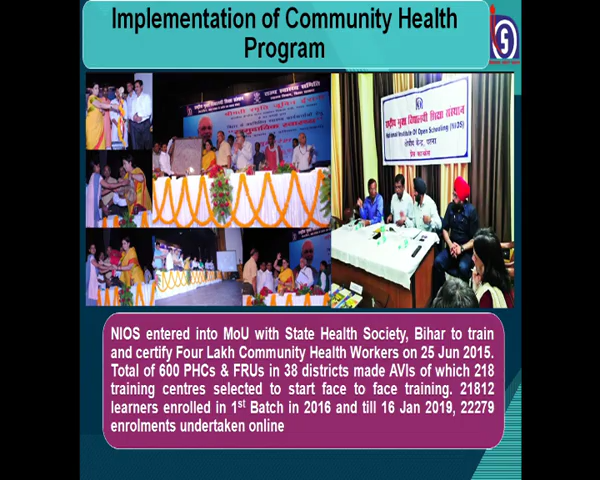 Implementation of Community Health
Program
राष्ट्रीय मुक्त विद्यालयी शिक्षा संस्थान
National Institute Of Open Schooling (NIOS)
NIOS entered into MoU with State Health Society, Bihar to train
and certify Four Lakh Community Health Workers on 25 Jun 2015.
Total of 600 PHCs & FRUs in 38 districts made AVIs of which 218
training centres selected to start face to face training. 21812
learners enrolled in 1st Batch in 2016 and till 16 Jan 2019, 22279
enrolments undertaken online